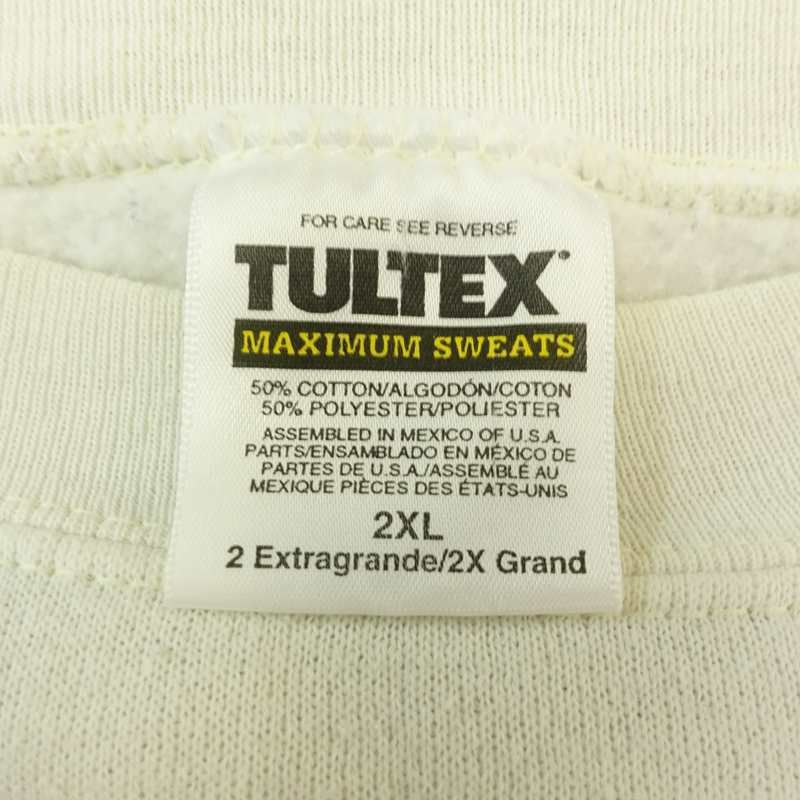 FOR CARE SEE REVERSE
TULTEX®
MAXIMUM SWEATS
50% COTTON/ALGODÓN/COTON
50% POLYESTER/POLIESTER
ASSEMBLED IN MEXICO OF U.S.A.
PARTS/ENSAMBLADO EN MÉXICO DE
PARTES DE U.S.A./ASSEMBLÉ AU
MEXIQUE PIÈCES DES ÉTATS-UNIS
2XL
2 Extragrande/2X Grand